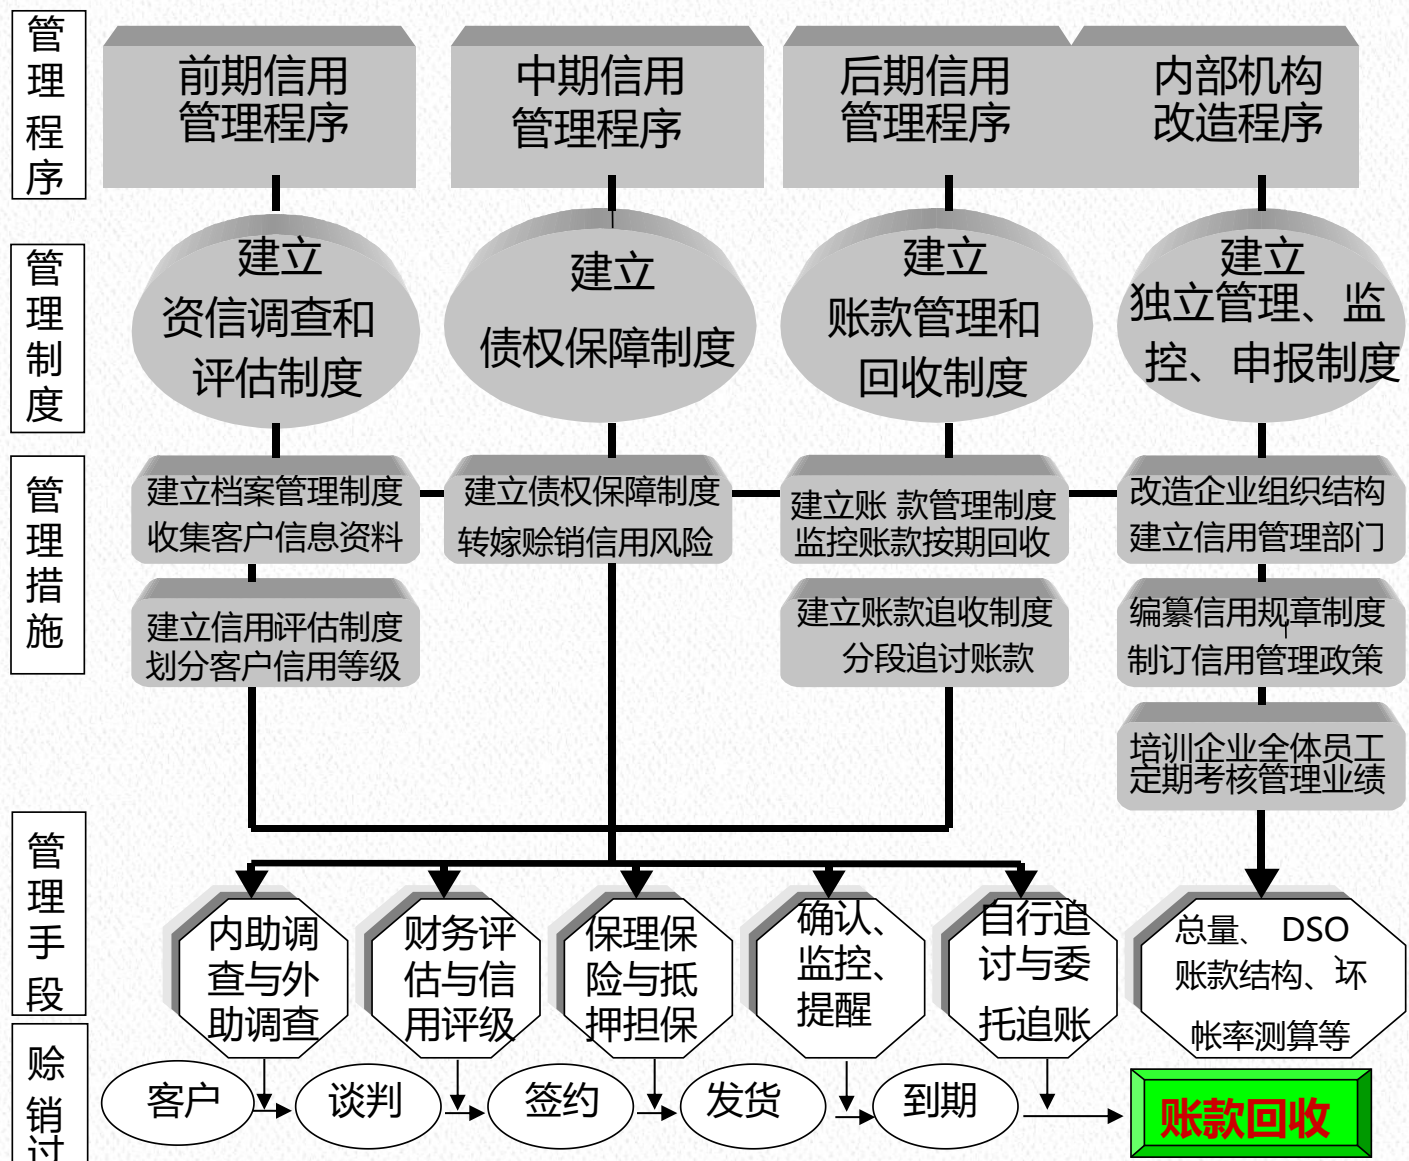 管
理
程
序
前期信用
管理程序
中期信用
管理程序
后期信用
管理程序
内部机构
改造程序
管
理
制
度
建立
资信调查和
评估制度
建立
债权保障制度
建立
账款管理和
回收制度
建立
独立管理、监
控、申报制度
管
理
措
施
建立档案管理制度
收集客户信息资料
建立债权保障制度
转嫁赊销信用风险
建立账 款管理制度
监控账款按期回收
改造企业组织结构
建立信用管理部门
建立信用评估制度
划分客户信用等级
建立账款追收制度
分段追讨账款
编纂信用规章制度
制订信用管理政策
培训企业全体员工
定期考核管理业绩
管
理
手
段
内助调
查与外
助调查
财务评
估与信
用评级
保理保
险与抵
押担保
确认、
监控、
提醒
自行追
讨与委
托追账
总量、 DSO
账款结构、坏
帐率测算等
赊
销
过
客户
谈判
签约
发货
到期
账款回收